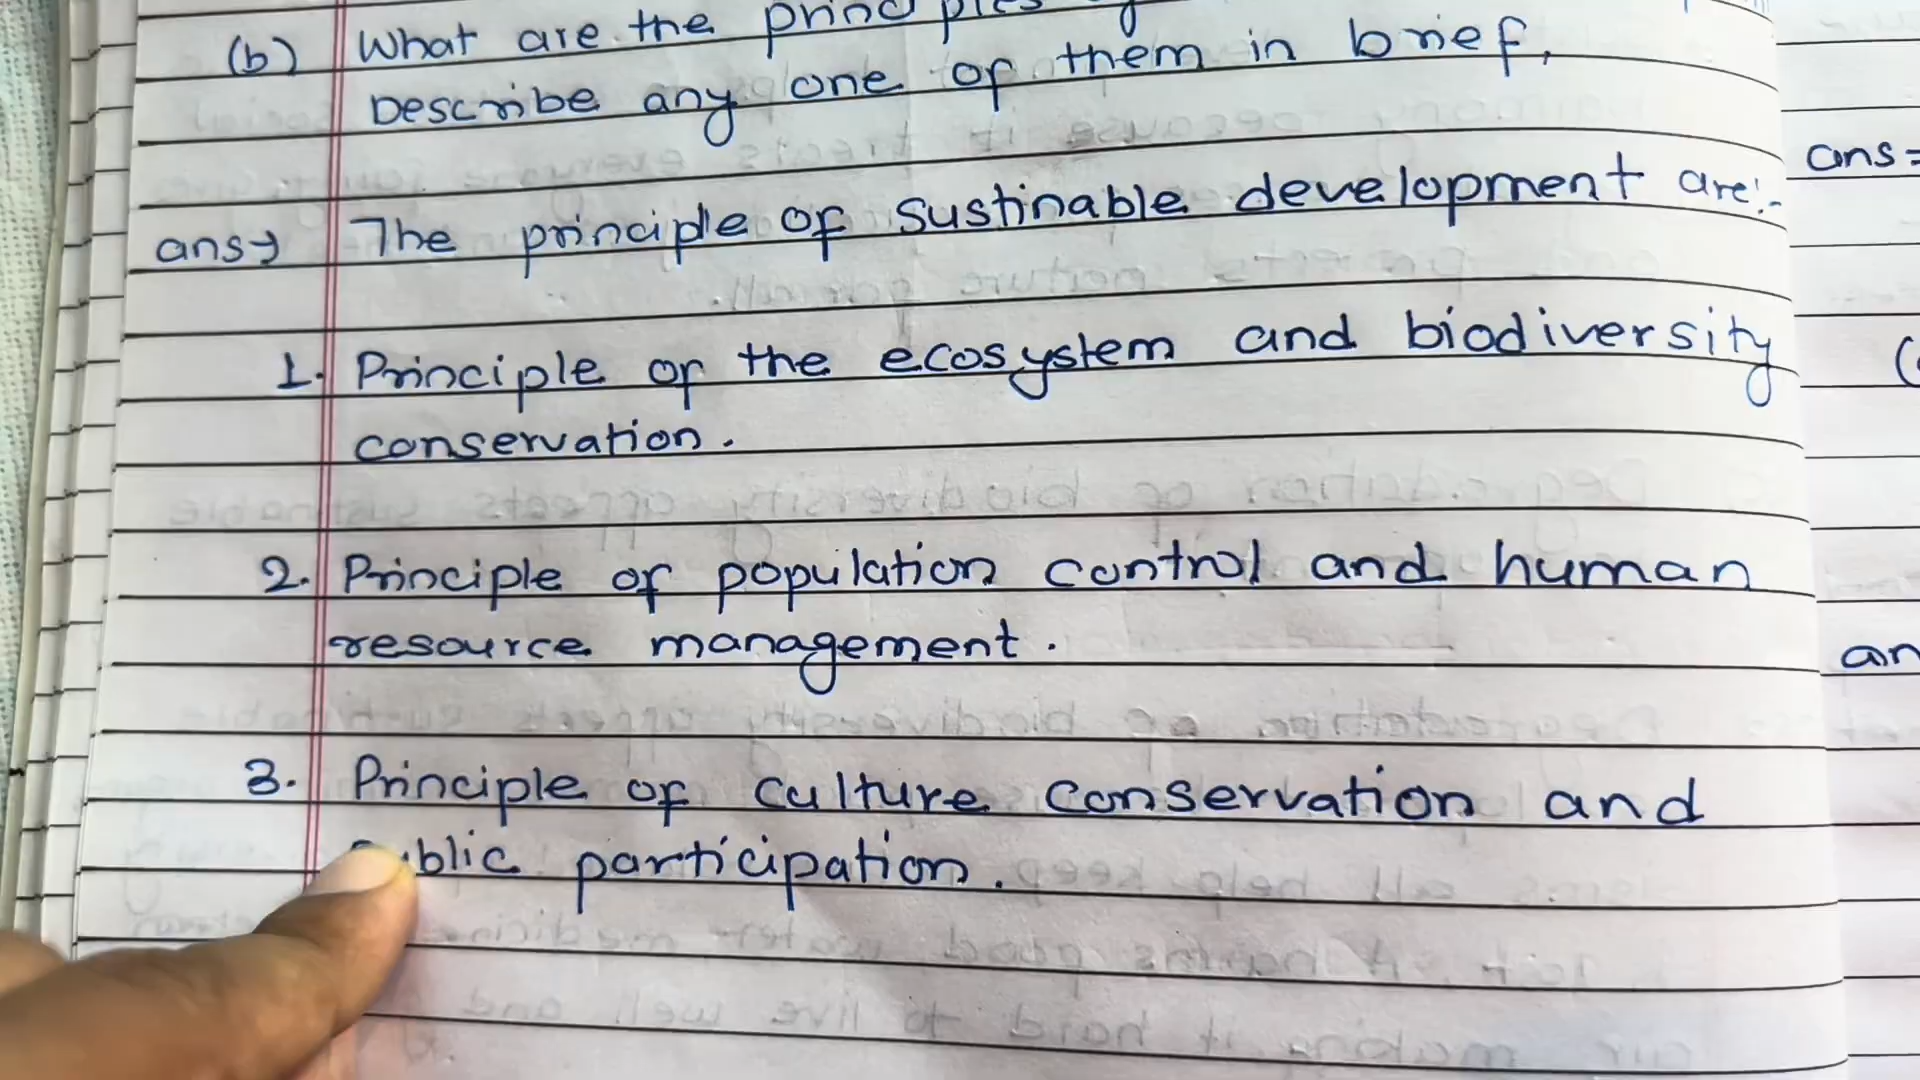 (b) What are the principles
Describe any one of them in brief,
ans→ The principle of sustinable development are:-
1. Principle of the ecosystem and biodiversity
conservation.
2. Principle of population control and human
resource management.
3. Principle of culture conservation and
public participation.
ans=